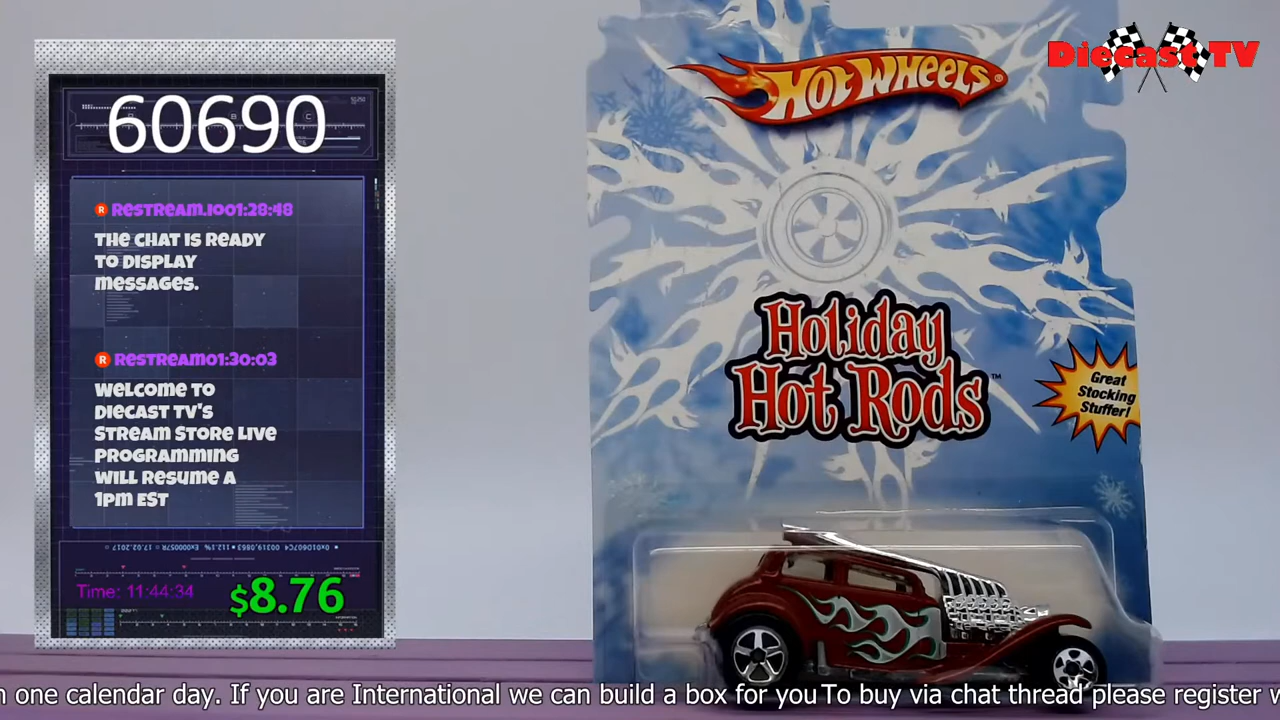 60690
Restream.io01:28:48
The chat is ready
to display
messages.
Restream01:30:03
Welcome to
Diecast TV's
Stream Store Live
programming
will resume a
1pm EST
Time: 11:44:34
$8.76
Hot Wheels®
Holiday
Hot Rods™
Great
Stocking
Stuffer!
Diecast TV
n one calendar day. If you are International we can build a box for youTo buy via chat thread please register w